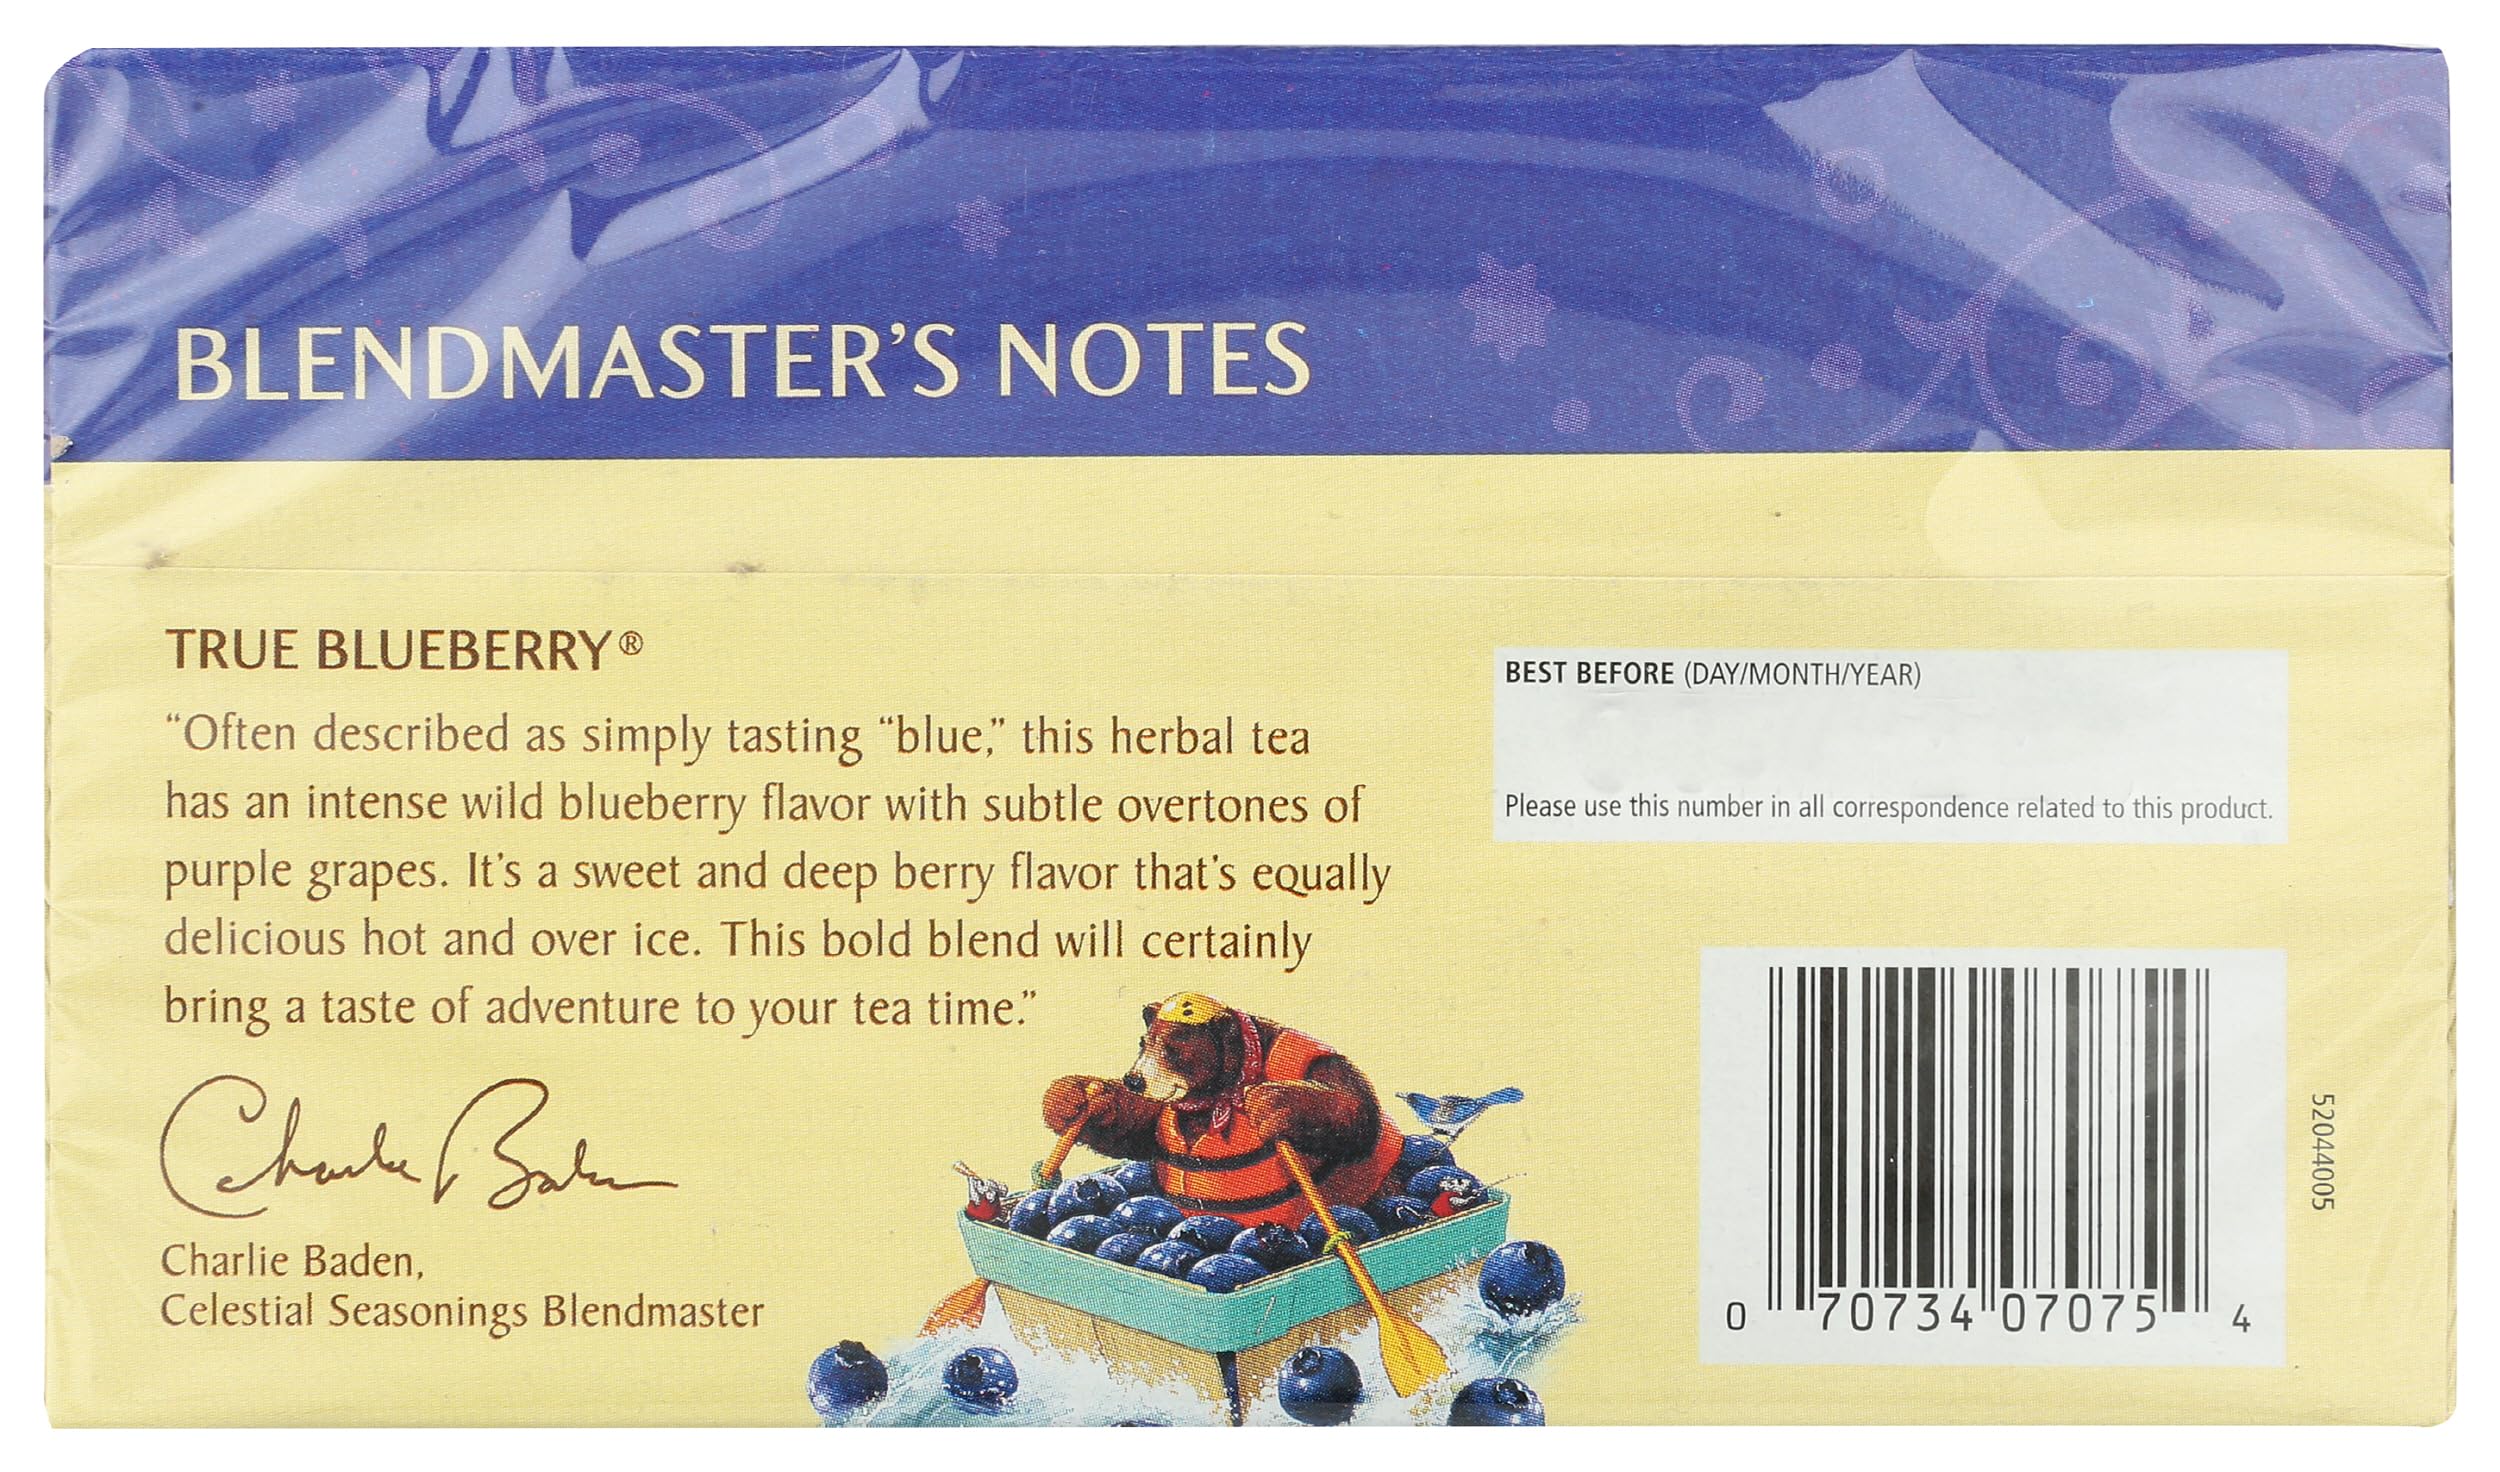 BLENDMASTER'S NOTES
TRUE BLUEBERRY®
“Often described as simply tasting “blue,” this herbal tea
has an intense wild blueberry flavor with subtle overtones of
purple grapes. It's a sweet and deep berry flavor that's equally
delicious hot and over ice. This bold blend will certainly
bring a taste of adventure to your tea time.”
Charlie Baden
Charlie Baden,
Celestial Seasonings Blendmaster
BEST BEFORE (DAY/MONTH/YEAR)
Please use this number in all correspondence related to this product.
0 70734 07075 4
52044005